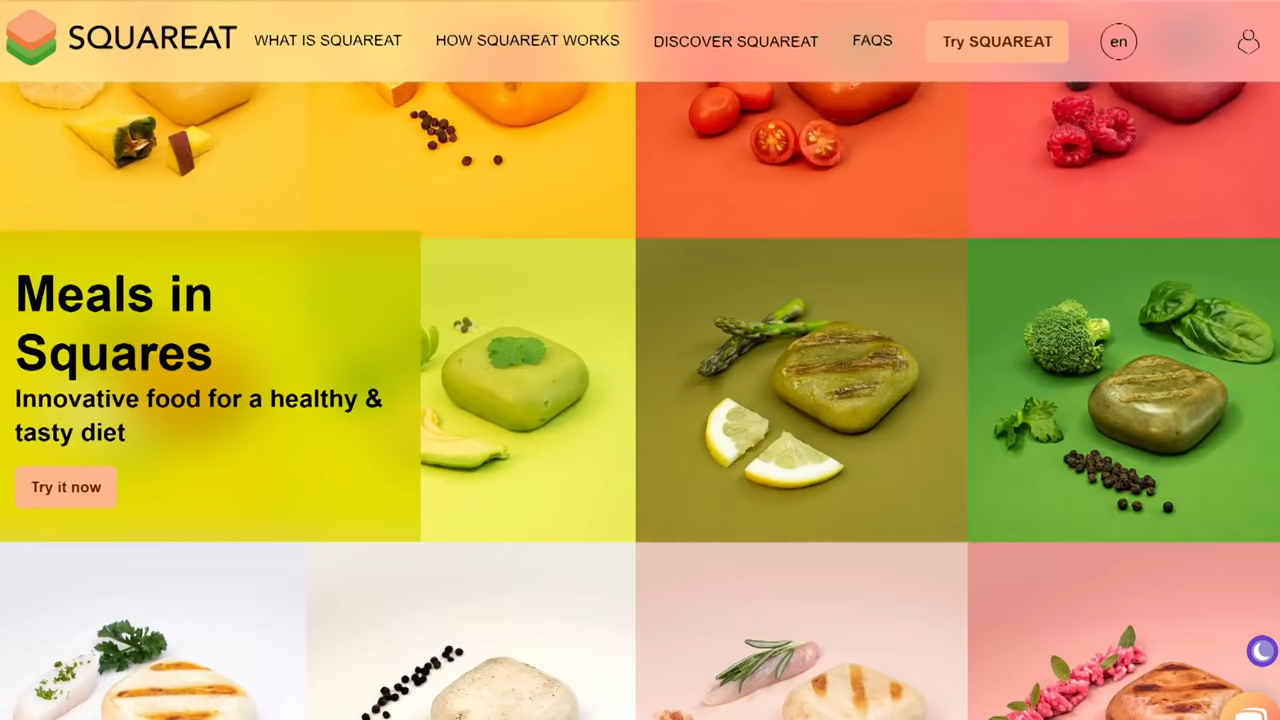 SQUAREAT
WHAT IS SQUAREAT
HOW SQUAREAT WORKS
DISCOVER SQUAREAT
FAQS
Try SQUAREAT
en
Meals in
Squares
Innovative food for a healthy &
tasty diet
Try it now